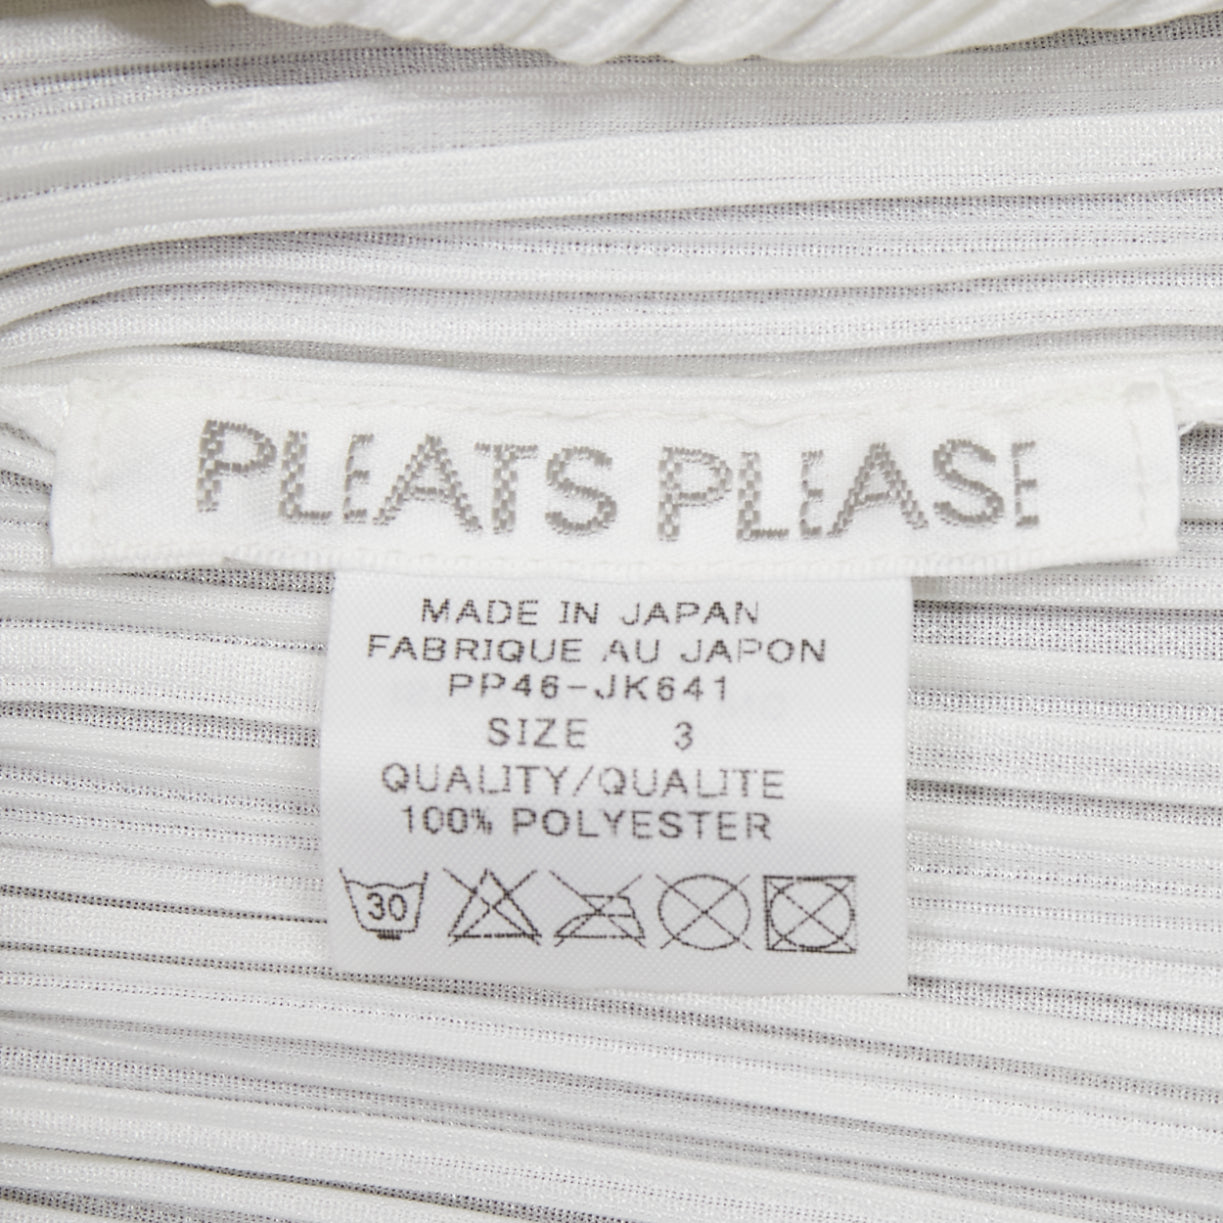 PLEATS PLEASE
MADE IN JAPAN
FABRIQUE AU JAPON
PP46-JK641
SIZE 3
QUALITY/QUALITE
100% POLYESTER
30